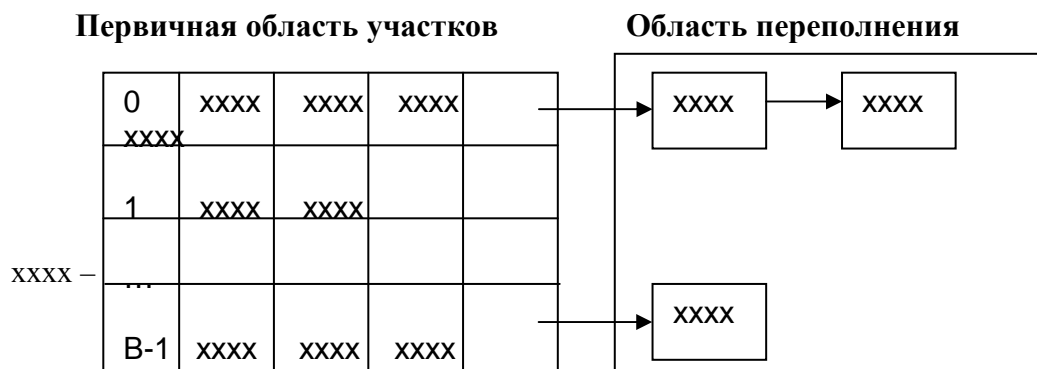 Первичная область участков Область переполнения
0 xxxx xxxx xxxx xxxx xxxx
xxxx
1 xxxx xxxx
xxxx – ...
xxxx
B-1 xxxx xxxx xxxx